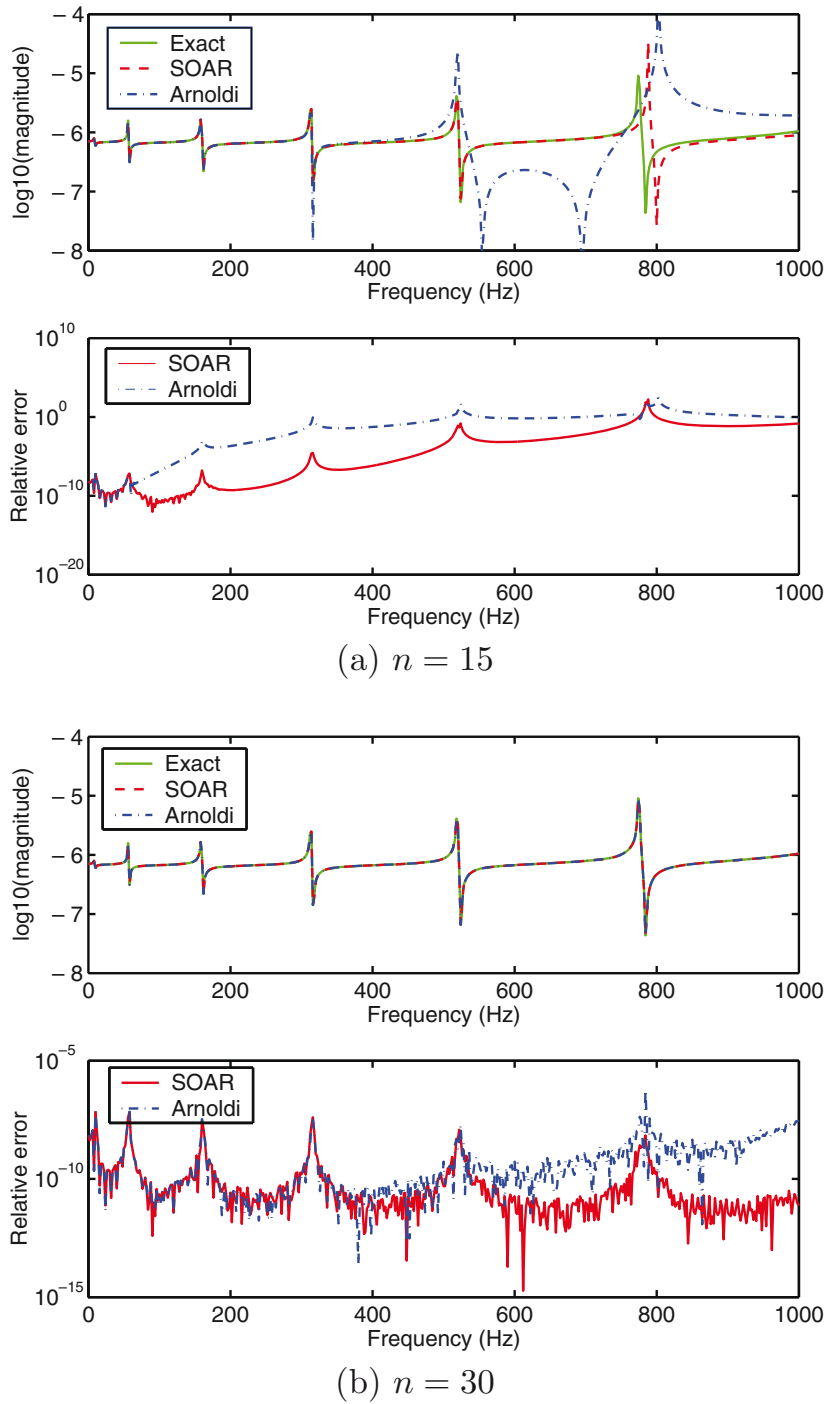 − 4
− 5
− 6
− 7
− 8
log10(magnitude)
Exact
SOAR
Arnoldi
0 200 400 600 800 1000
Frequency (Hz)
10^10
10^0
10^−10
10^−20
Relative error
SOAR
Arnoldi
0 200 400 600 800 1000
Frequency (Hz)
(a) n = 15
− 4
− 5
− 6
− 7
− 8
log10(magnitude)
Exact
SOAR
Arnoldi
0 200 400 600 800 1000
Frequency (Hz)
10^−5
10^−10
10^−15
Relative error
SOAR
Arnoldi
0 200 400 600 800 1000
Frequency (Hz)
(b) n = 30